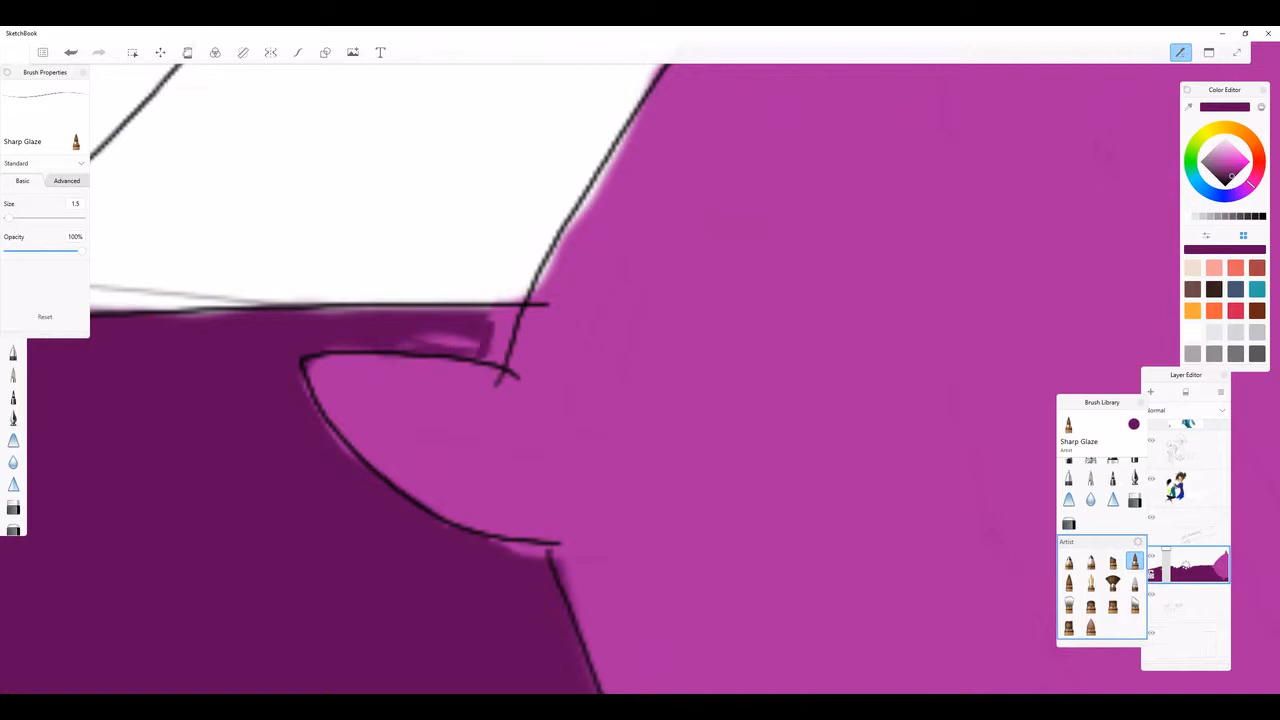 SketchBook
T
Brush Properties
Sharp Glaze
Standard
Basic Advanced
Size 1.5
Opacity 100%
Reset
Color Editor
Layer Editor
ormal
Brush Library
Sharp Glaze
Artist
Artist